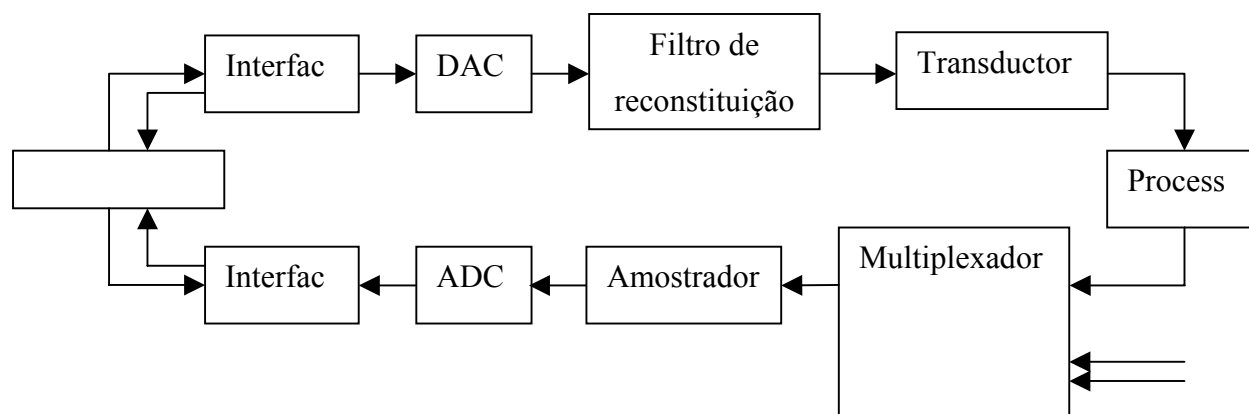 Interfac
DAC
Filtro de
reconstituição
Transductor
Process
Interfac
ADC
Amostrador
Multiplexador